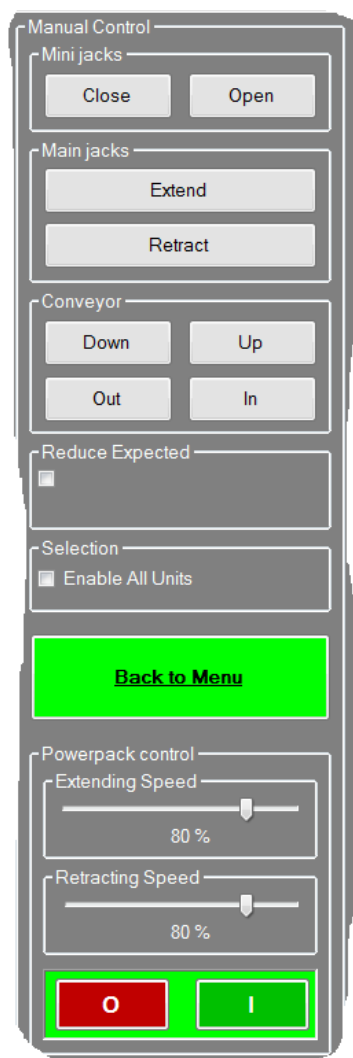 Manual Control
Mini jacks
Close Open
Main jacks
Extend
Retract
Conveyor
Down Up
Out In
Reduce Expected
Selection
Enable All Units
Back to Menu
Powerpack control
Extending Speed
80 %
Retracting Speed
80 %
O I